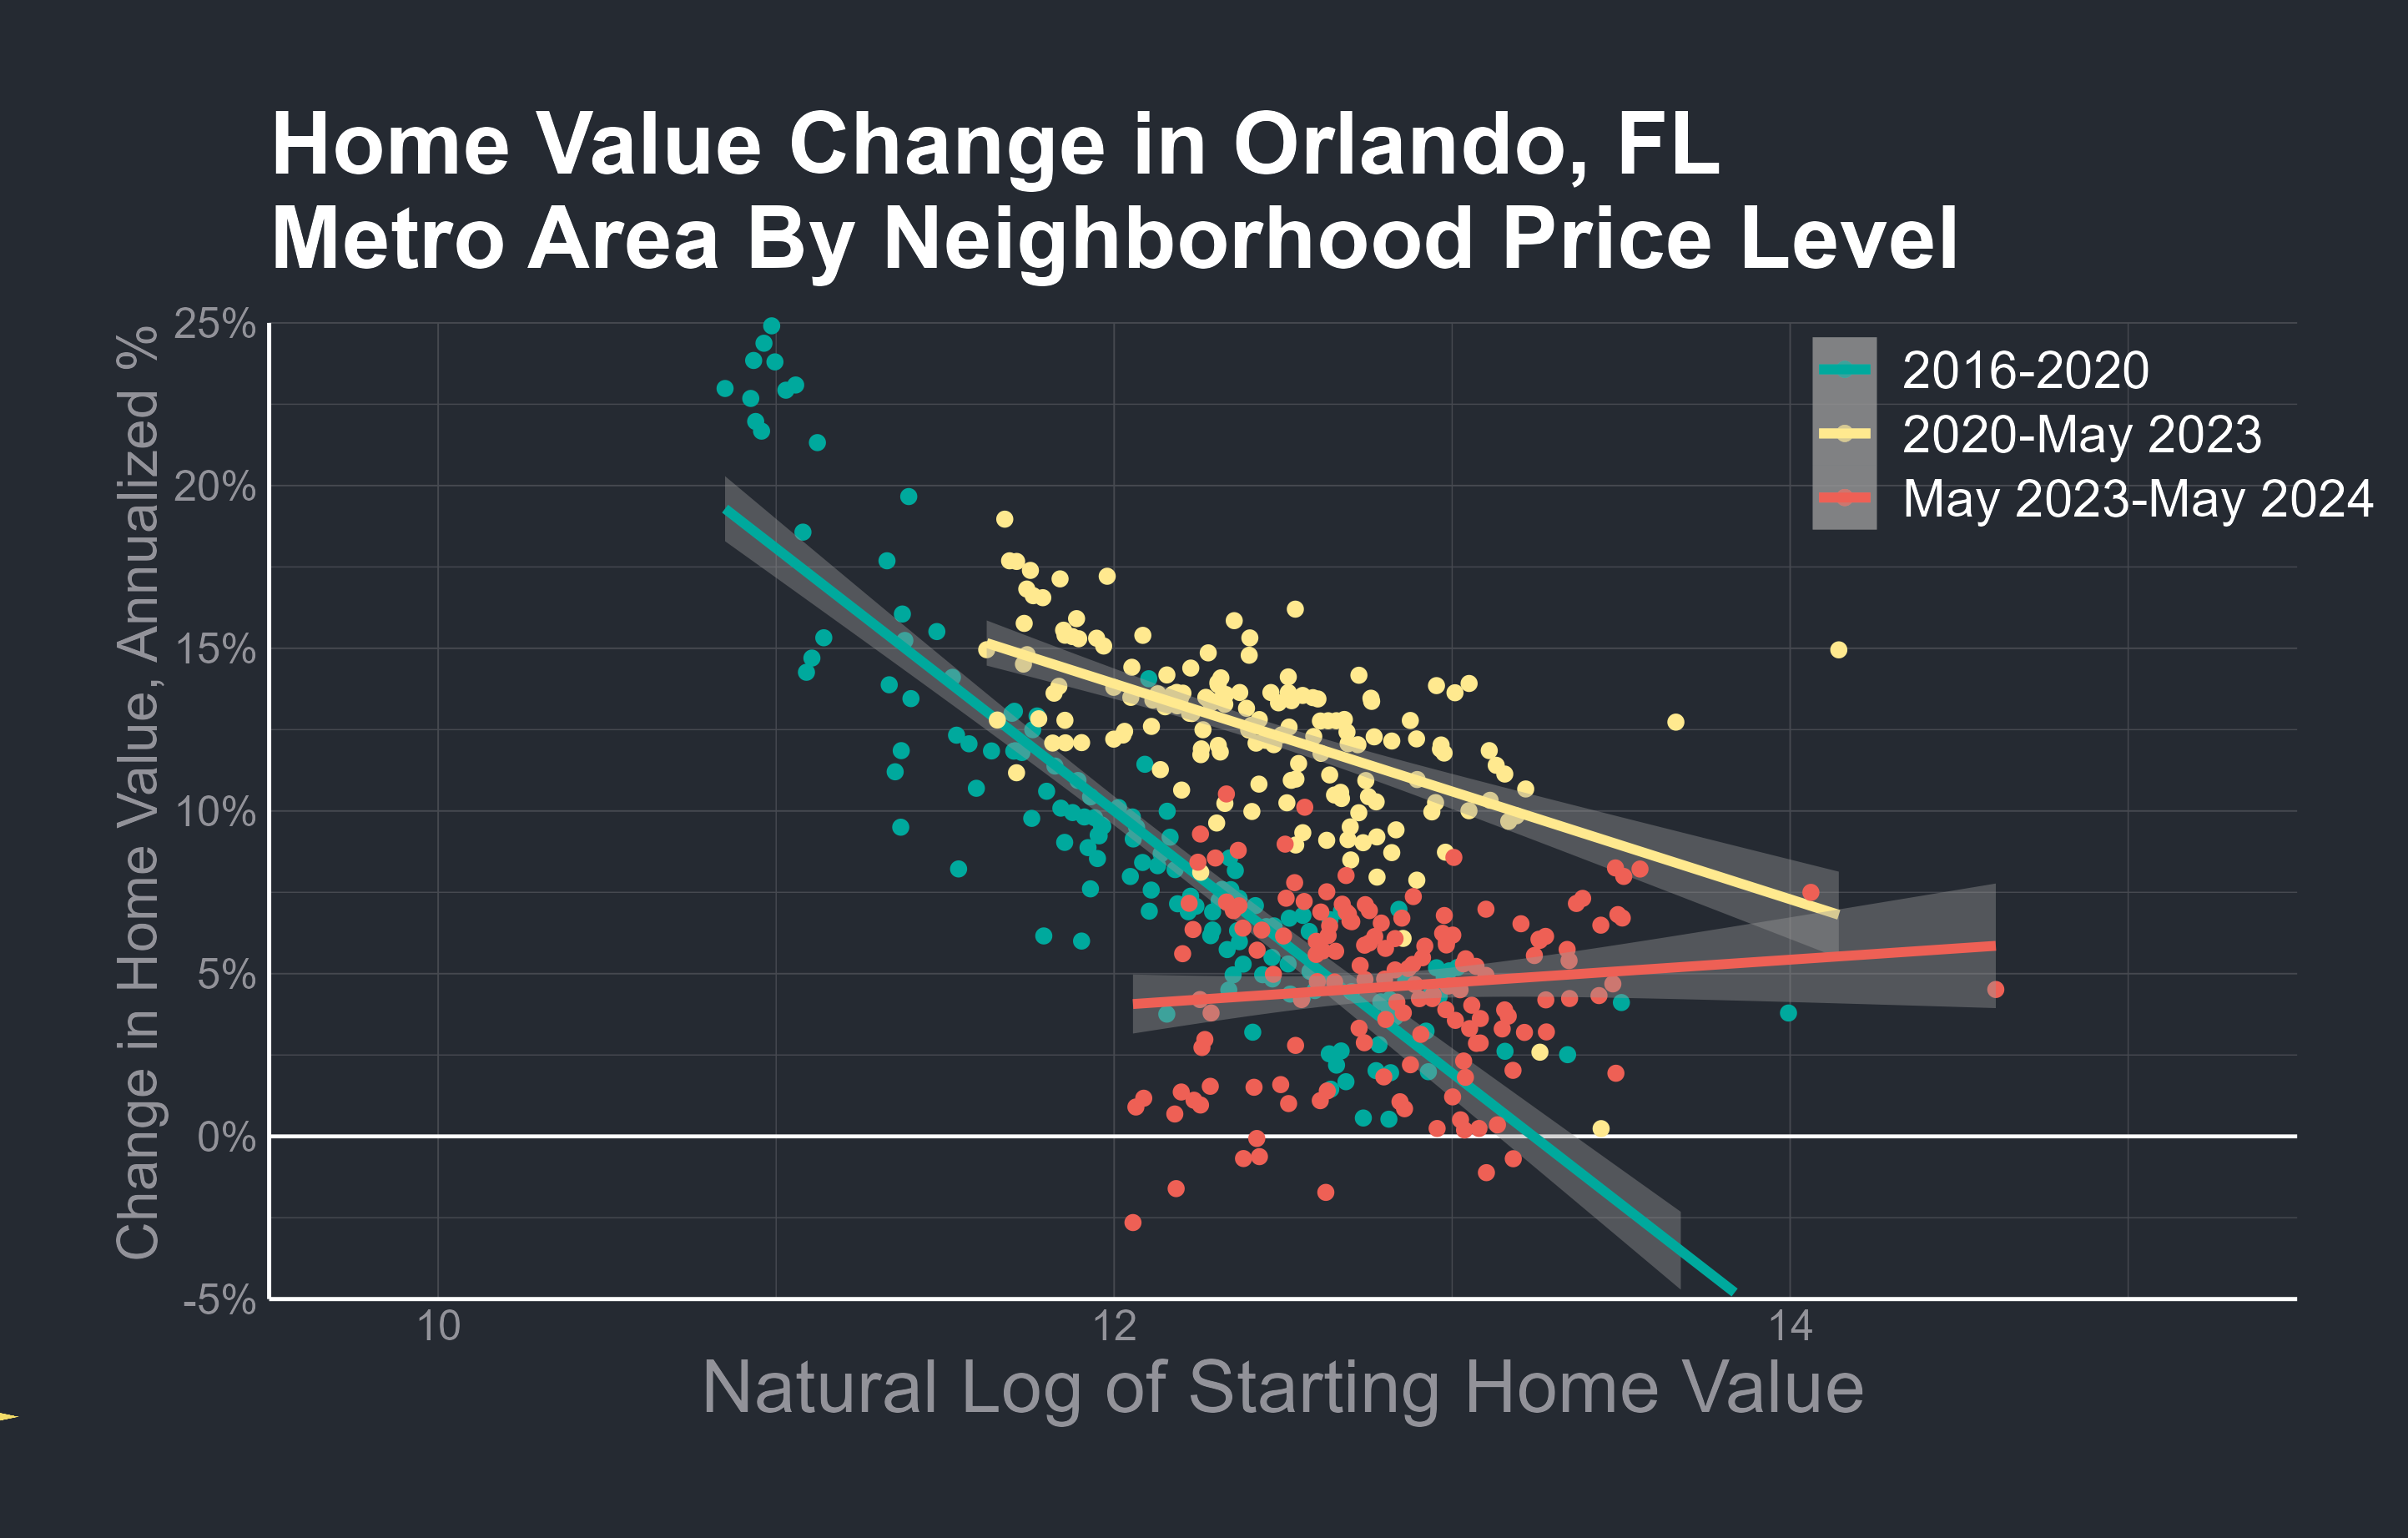 Home Value Change in Orlando, FL
Metro Area By Neighborhood Price Level
Change in Home Value, Annualized %
25%
20%
15%
10%
5%
0%
-5%
2016-2020
2020-May 2023
May 2023-May 2024
10
12
14
Natural Log of Starting Home Value